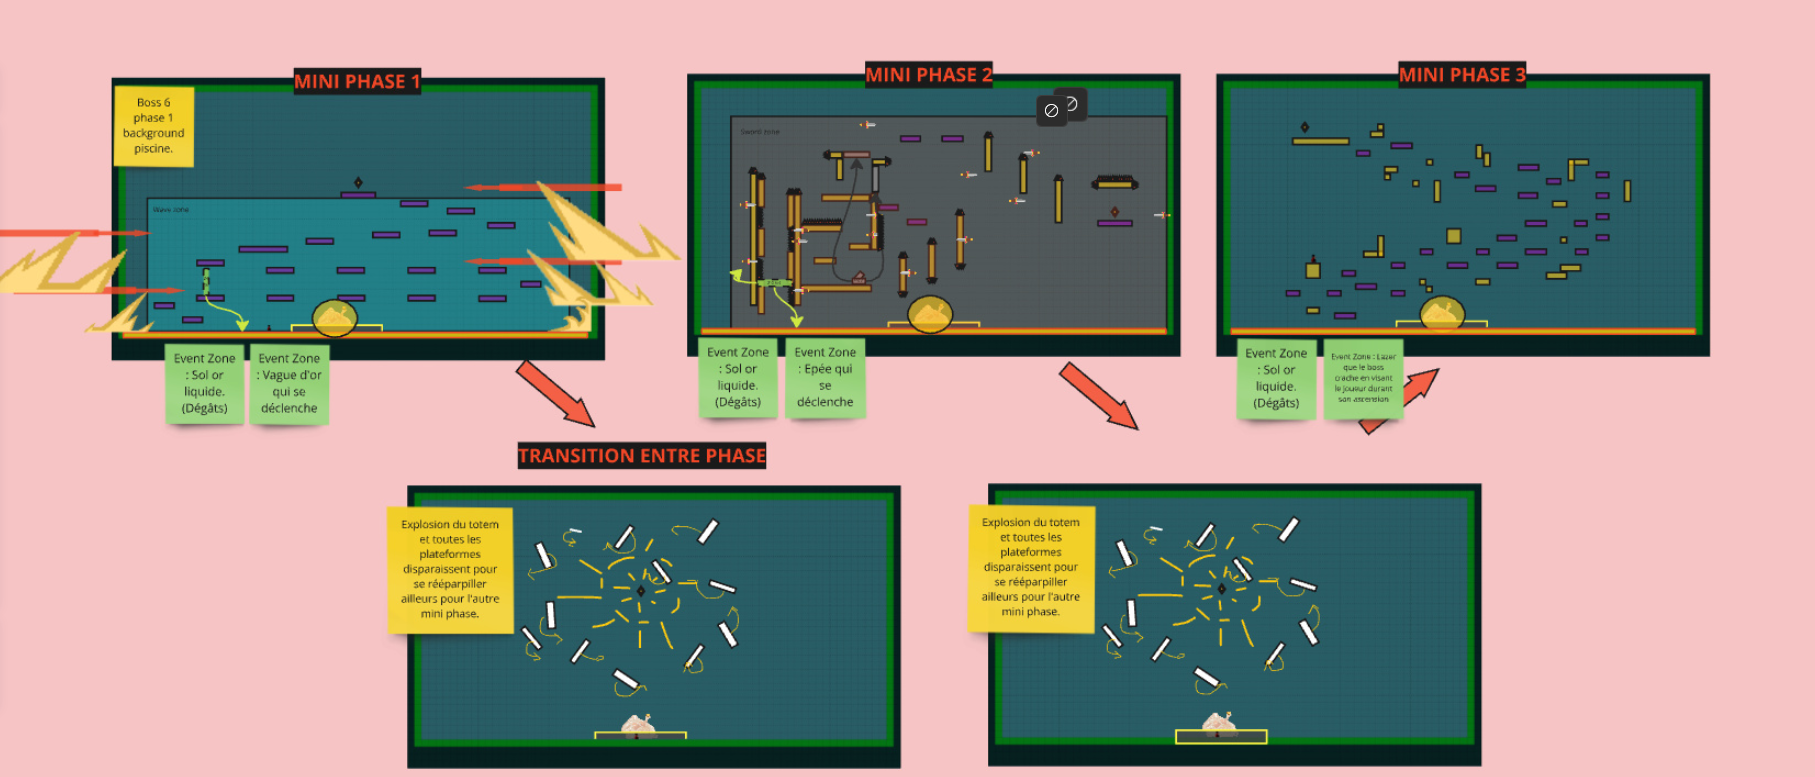 MINI PHASE 1
Boss 6
phase 1
background
piscine.
Wave zone
Event Zone
: Sol or
liquide.
(Dégâts)
Event Zone
: Vague d'or
qui se
déclenche
MINI PHASE 2
Sword zone
Event Zone
: Sol or
liquide.
(Dégâts)
Event Zone
: Epée qui
se
déclenche
MINI PHASE 3
Event Zone
: Sol or
liquide.
(Dégâts)
Event Zone : Lazer
que le boss
crache en visant
le joueur durant
son ascension
TRANSITION ENTRE PHASE
Explosion du totem
et toutes les
plateformes
disparaissent pour
se rééparpiller
ailleurs pour l'autre
mini phase.
Explosion du totem
et toutes les
plateformes
disparaissent pour
se rééparpiller
ailleurs pour l'autre
mini phase.